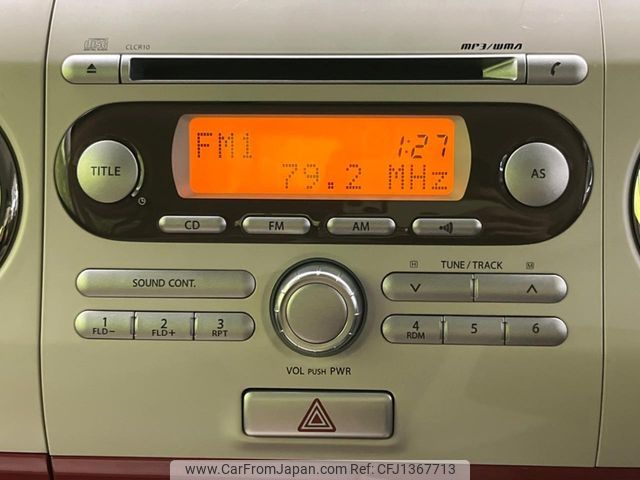 CLCR10
MP3/WMA
FM1 1:27
79.2 MHz
TITLE
AS
CD
FM
AM
H TUNE / TRACK M
SOUND CONT.
1 FLD–
2 FLD+
3 RPT
4 RDM
5
6
VOL PUSH PWR
www.CarFromJapan.com - CFJ1367713